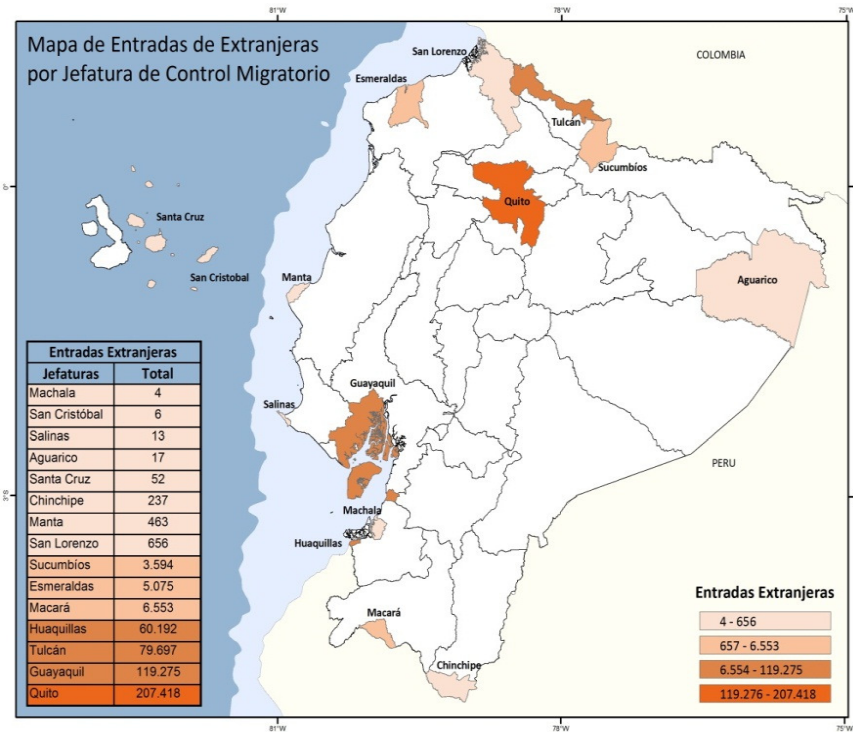 81°W
78°W
75°W
Mapa de Entradas de Extranjeras
por Jefatura de Control Migratorio
San Lorenzo
COLOMBIA
Esmeraldas
Tulcán
Sucumbíos
0°
Quito
Santa Cruz
San Cristobal
Manta
Aguarico
Entradas Extranjeras
Jefaturas Total
Machala 4
San Cristóbal 6
Salinas 13
Aguarico 17
Santa Cruz 52
Chinchipe 237
Manta 463
San Lorenzo 656
Sucumbíos 3.594
Esmeraldas 5.075
Macará 6.553
Huaquillas 60.192
Tulcán 79.697
Guayaquil 119.275
Quito 207.418
Guayaquil
Salinas
PERU
3°S
Machala
Huaquillas
Macará
Chinchipe
Entradas Extranjeras
4 - 656
657 - 6.553
6.554 - 119.275
119.276 - 207.418
81°W
78°W
75°W